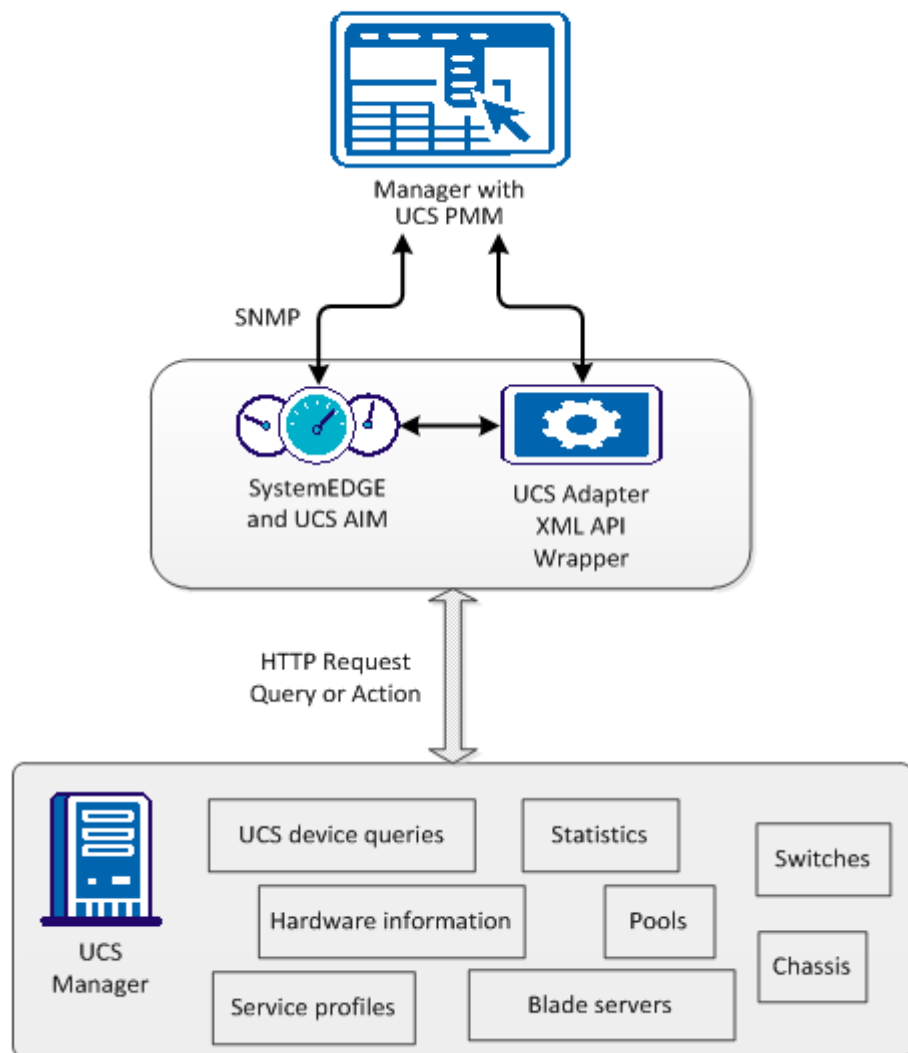 Manager with
UCS PMM
SNMP
SystemEDGE
and UCS AIM
UCS Adapter
XML API
Wrapper
HTTP Request
Query or Action
UCS device queries
Statistics
Switches
Hardware information
Pools
UCS
Manager
Chassis
Service profiles
Blade servers